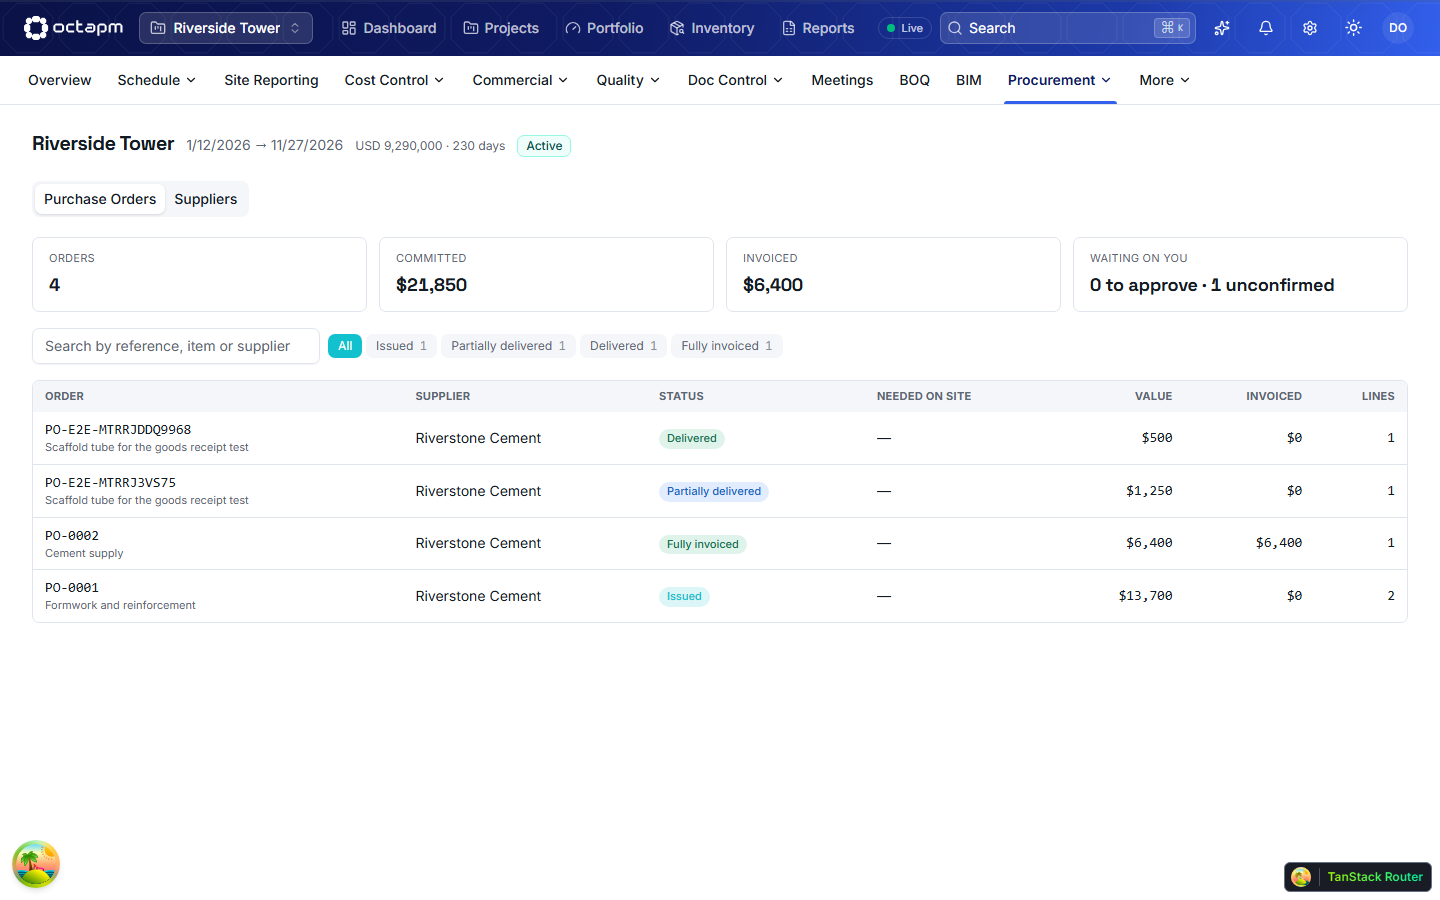 octapm
Riverside Tower
Dashboard
Projects
Portfolio
Inventory
Reports
Live
Search
⌘ K
DO
Overview
Schedule
Site Reporting
Cost Control
Commercial
Quality
Doc Control
Meetings
BOQ
BIM
Procurement
More
Riverside Tower 1/12/2026 → 11/27/2026 USD 9,290,000 · 230 days Active
Purchase Orders Suppliers
ORDERS
4
COMMITTED
$21,850
INVOICED
$6,400
WAITING ON YOU
0 to approve · 1 unconfirmed
Search by reference, item or supplier
All Issued 1 Partially delivered 1 Delivered 1 Fully invoiced 1
ORDER SUPPLIER STATUS NEEDED ON SITE VALUE INVOICED LINES
PO-E2E-MTRRJDDQ9968
Scaffold tube for the goods receipt test
Riverstone Cement Delivered — $500 $0 1
PO-E2E-MTRRJ3VS75
Scaffold tube for the goods receipt test
Riverstone Cement Partially delivered — $1,250 $0 1
PO-0002
Cement supply
Riverstone Cement Fully invoiced — $6,400 $6,400 1
PO-0001
Formwork and reinforcement
Riverstone Cement Issued — $13,700 $0 2
TanStack Router